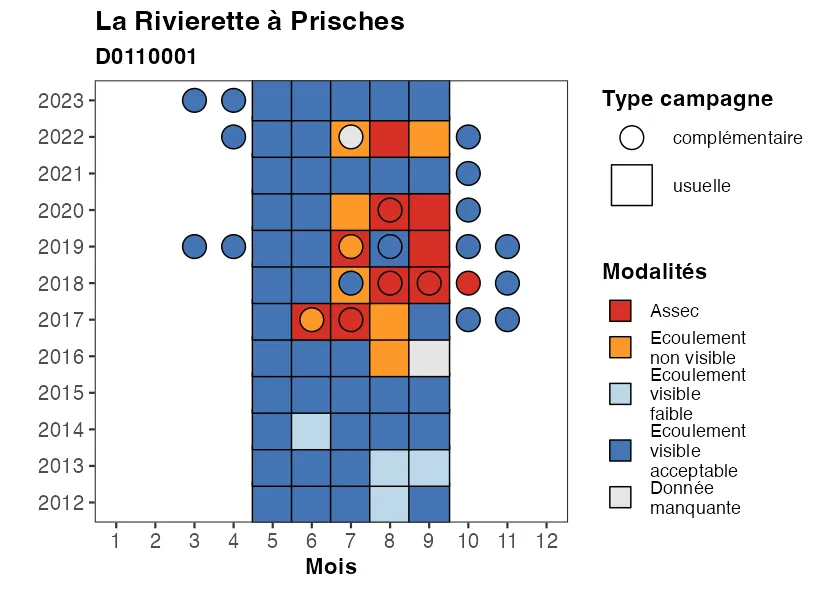 La Rivierette à Prisches
D0110001
2023
2022
2021
2020
2019
2018
2017
2016
2015
2014
2013
2012
1 2 3 4 5 6 7 8 9 10 11 12
Mois
Type campagne
complémentaire
usuelle
Modalités
Assec
Ecoulement
non visible
Ecoulement
visible
faible
Ecoulement
visible
acceptable
Donnée
manquante